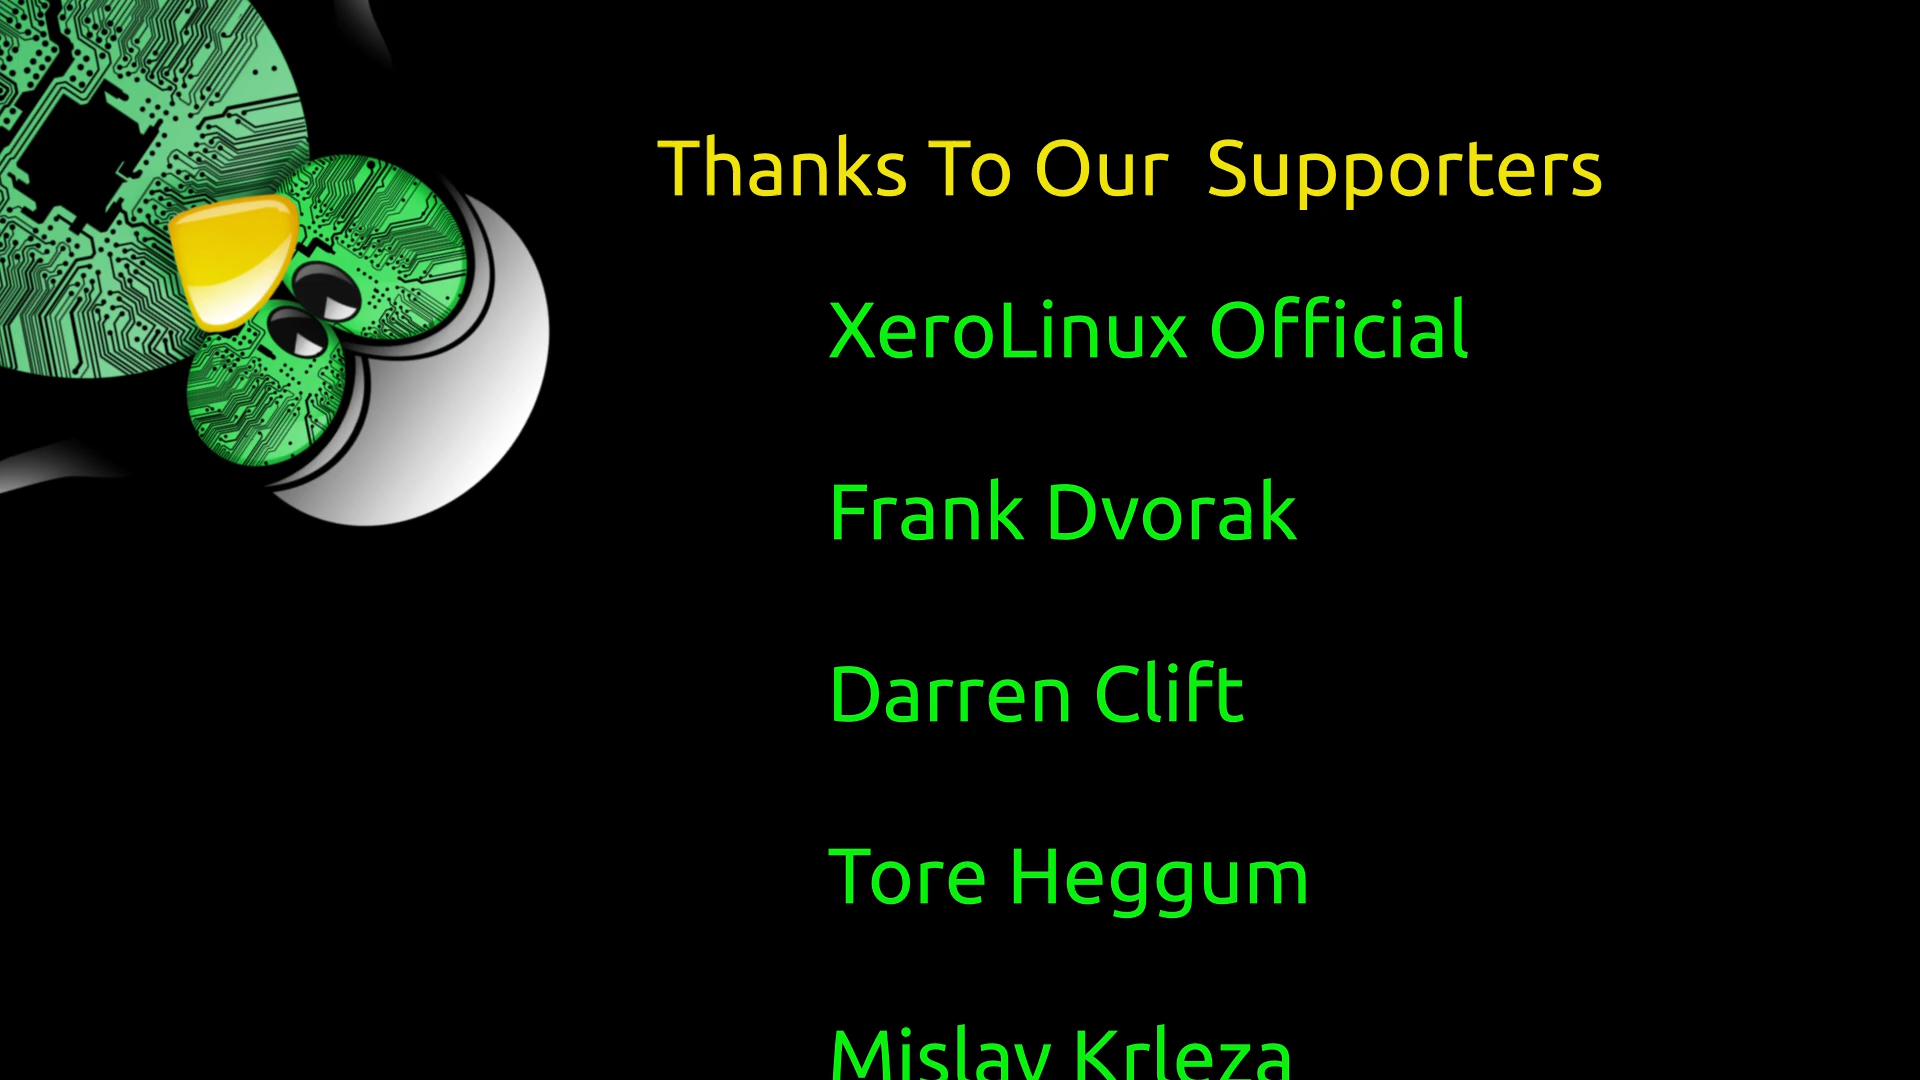 Thanks To Our  Supporters
XeroLinux Official
Frank Dvorak
Darren Clift
Tore Heggum
Mislav Krleza